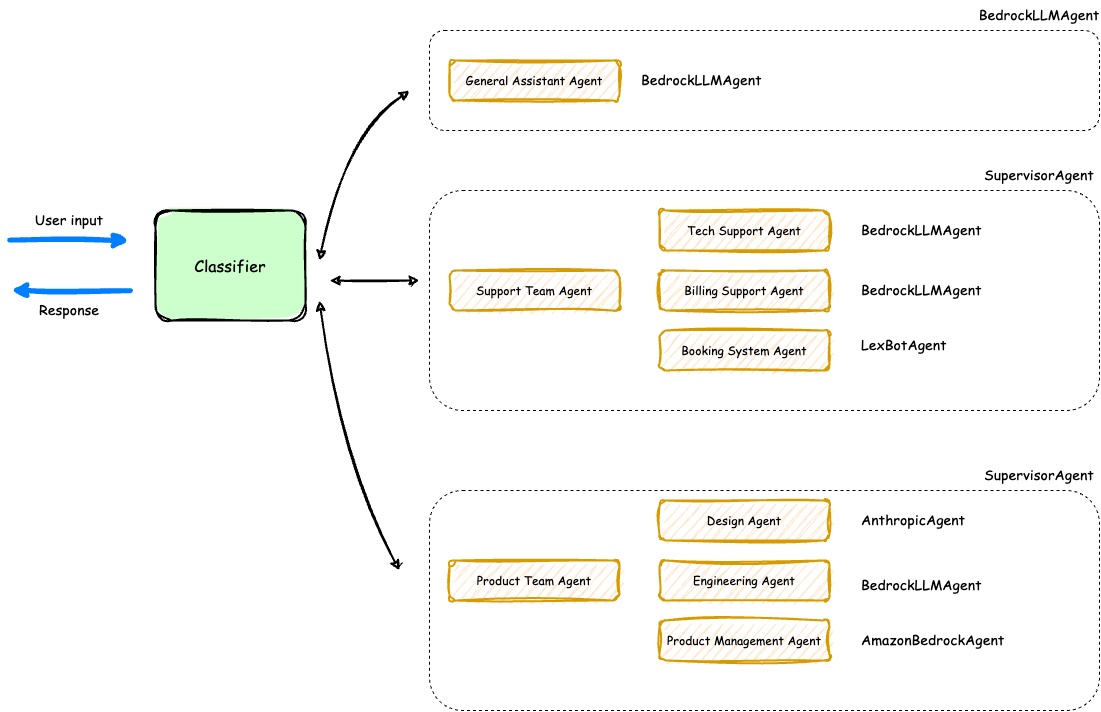 BedrockLLMAgent
General Assistant Agent
BedrockLLMAgent
User input
Classifier
Response
SupervisorAgent
Tech Support Agent
BedrockLLMAgent
Support Team Agent
Billing Support Agent
BedrockLLMAgent
Booking System Agent
LexBotAgent
SupervisorAgent
Design Agent
AnthropicAgent
Product Team Agent
Engineering Agent
BedrockLLMAgent
Product Management Agent
AmazonBedrockAgent